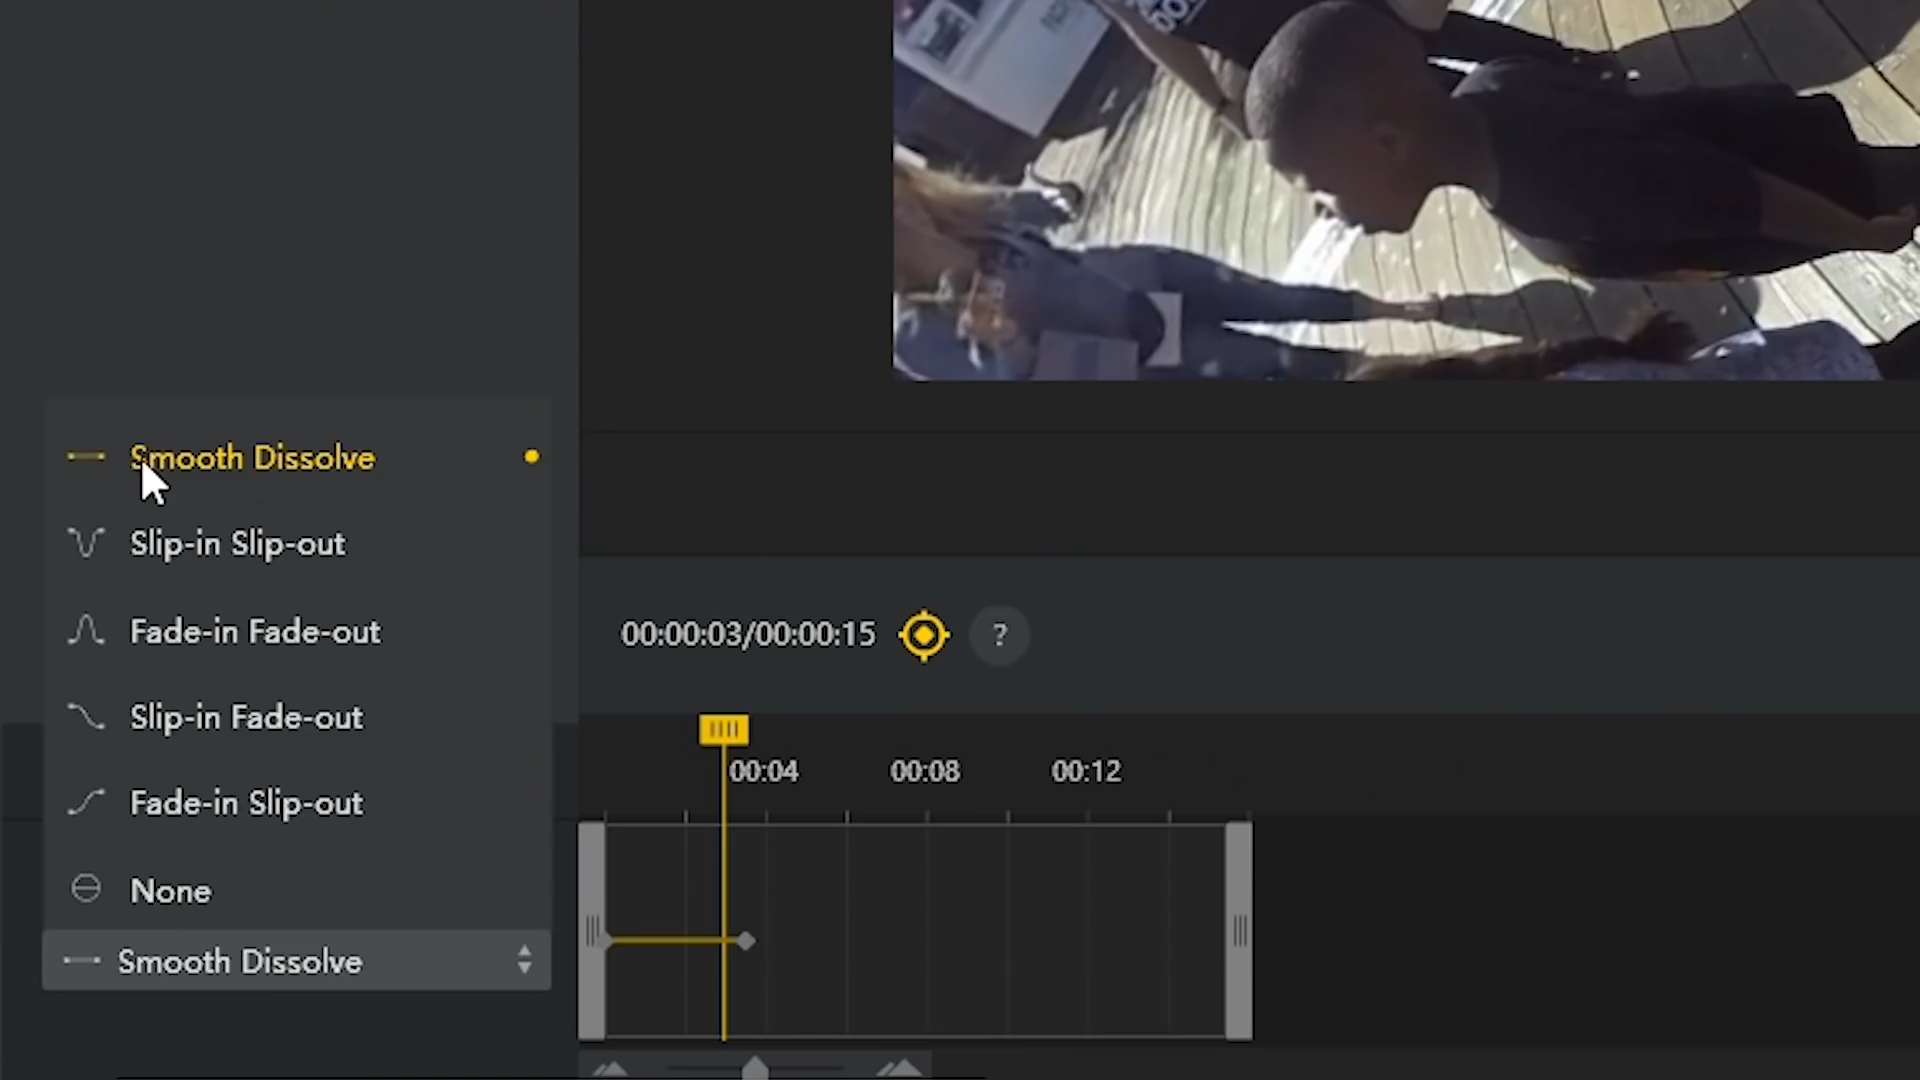 Smooth Dissolve
Slip-in Slip-out
Fade-in Fade-out
Slip-in Fade-out
Fade-in Slip-out
None
Smooth Dissolve
00:00:03/00:00:15
?
00:04 00:08 00:12